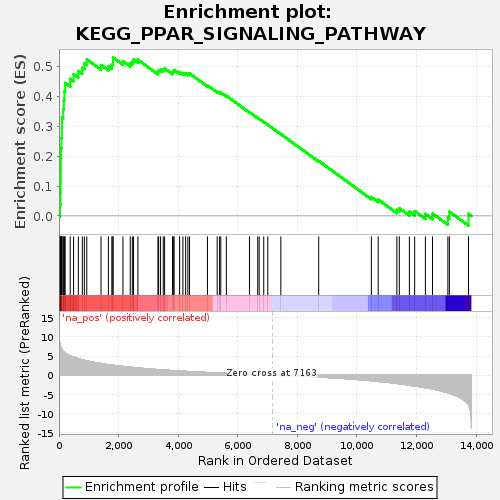 Enrichment plot:
KEGG_PPAR_SIGNALING_PATHWAY
Enrichment score (ES)
0.5
0.4
0.3
0.2
0.1
0.0
Ranked list metric (PreRanked)
15
10
5
0
-5
-10
-15
'na_pos' (positively correlated)
Zero cross at 7163
'na_neg' (negatively correlated)
0
2,000
4,000
6,000
8,000
10,000
12,000
14,000
Rank in Ordered Dataset
Enrichment profile
Hits
Ranking metric scores